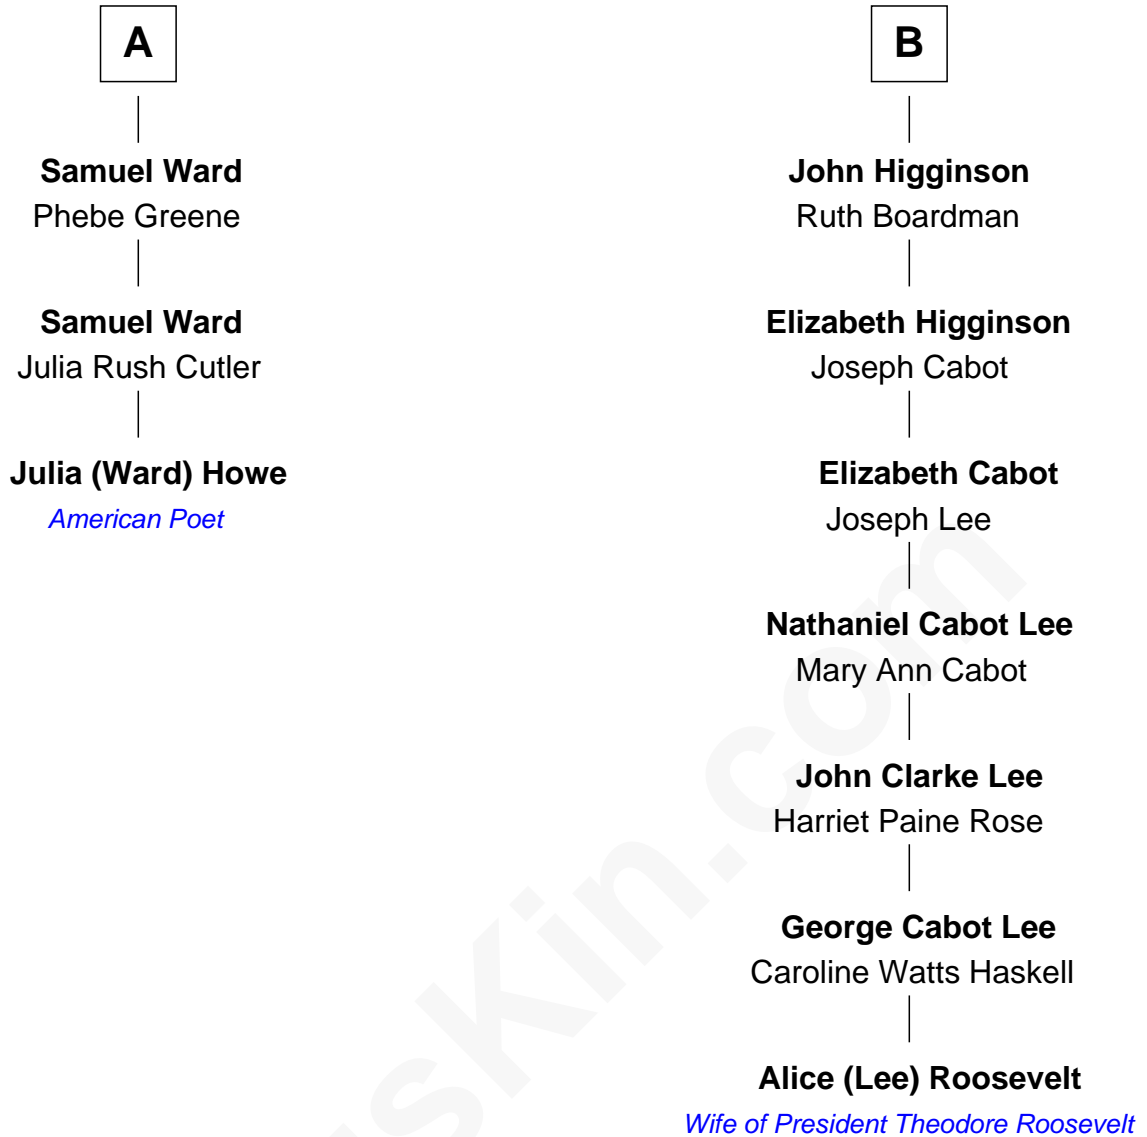 A
Samuel Ward
Phebe Greene
Samuel Ward
Julia Rush Cutler
Julia (Ward) Howe
American Poet
B
John Higginson
Ruth Boardman
Elizabeth Higginson
Joseph Cabot
Elizabeth Cabot
Joseph Lee
Nathaniel Cabot Lee
Mary Ann Cabot
John Clarke Lee
Harriet Paine Rose
George Cabot Lee
Caroline Watts Haskell
Alice (Lee) Roosevelt
Wife of President Theodore Roosevelt